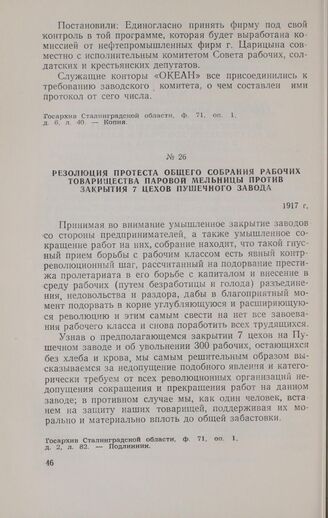 Постановили: Единогласно принять фирму под свой
контроль в той программе, которая будет выработана ко-
миссией от нефтепромышленных фирм г. Царицына сов-
местно с исполнительным комитетом Совета рабочих, сол-
датских и крестьянских депутатов.
Служащие конторы «ОКЕАН» все присоединились к
требованию заводского комитета, о чем составлен ими
протокол от сего числа.
Госархив Сталинградской области, ф. 71, оп. 1,
д. 6, л. 40. — Копия.
№ 26
РЕЗОЛЮЦИЯ ПРОТЕСТА ОБЩЕГО СОБРАНИЯ РАБОЧИХ
ТОВАРИЩЕСТВА ПАРОВОЙ МЕЛЬНИЦЫ ПРОТИВ
ЗАКРЫТИЯ 7 ЦЕХОВ ПУШЕЧНОГО ЗАВОДА
1917 г.
Принимая во внимание умышленное закрытие заводов
со стороны предпринимателей, а также умышленное со-
кращение работ на них, собрание находит, что такой гнус-
ный прием борьбы с рабочим классом есть явный контр-
революционный шаг, рассчитанный на подорвание прести-
жа пролетариата в его борьбе с капиталом и внесение в
среду рабочих (путем безработицы и голода) разъедине-
ния, недовольства и раздора, дабы в благоприятный мо-
мент подорвать в корне углубляющуюся и расширяющую-
ся революцию и этим самым свести на нет все завоева-
ния рабочего класса и снова поработить всех трудящихся.
Узнав о предполагающемся закрытии 7 цехов на Пу-
шечном заводе и об увольнении 300 рабочих, остающихся
без хлеба и крова, мы самым решительным образом вы-
сказываемся за недопущение подобного явления и катего-
рически требуем от всех революционных организаций не-
допущения сокращения и прекращения работ на данном
заводе; в противном случае мы, как один человек, вста-
нем на защиту наших товарищей, поддерживая их мо-
рально и материально вплоть до общей забастовки.
Госархив Сталинградской области, ф. 71, оп. 1,
д. 2, л. 82. — Подлинник.
46